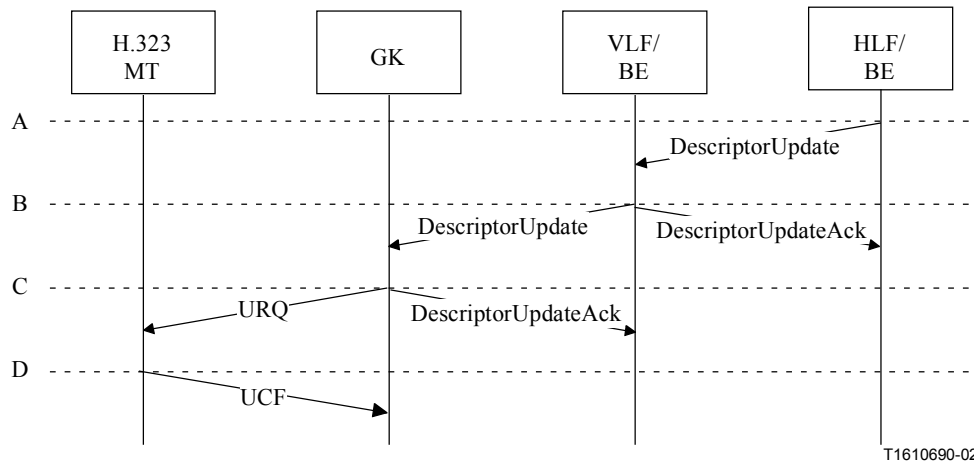 H.323
MT
GK
VLF/
BE
HLF/
BE
A
DescriptorUpdate
B
DescriptorUpdate
DescriptorUpdateAck
C
URQ
DescriptorUpdateAck
D
UCF
T1610690-02